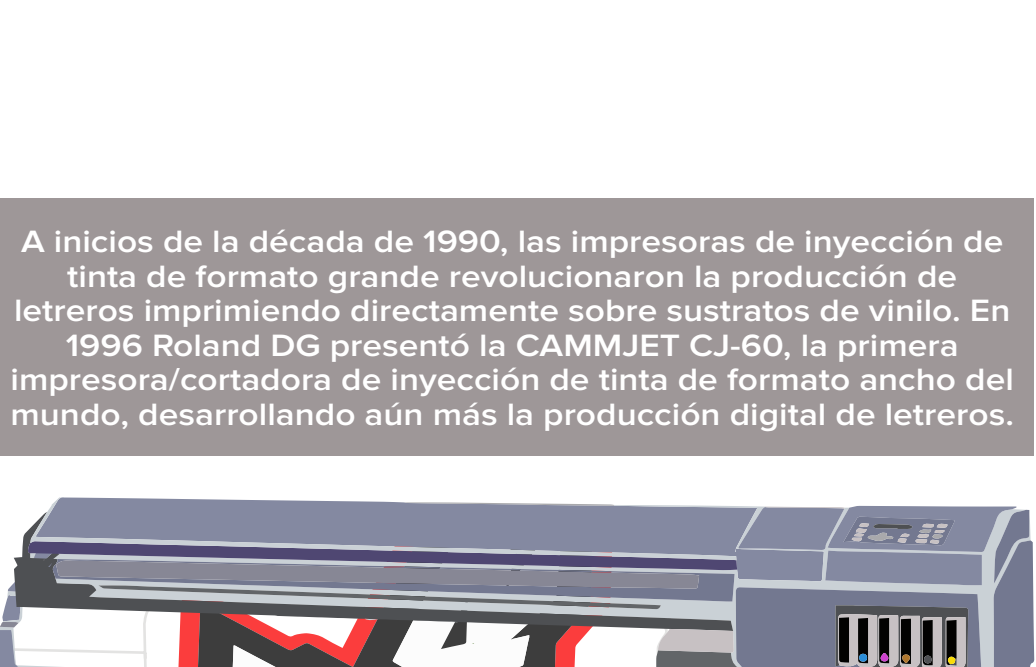 A inicios de la década de 1990, las impresoras de inyección de
tinta de formato grande revolucionaron la producción de
letreros imprimiendo directamente sobre sustratos de vinilo. En
1996 Roland DG presentó la CAMMJET CJ-60, la primera
impresora/cortadora de inyección de tinta de formato ancho del
mundo, desarrollando aún más la producción digital de letreros.